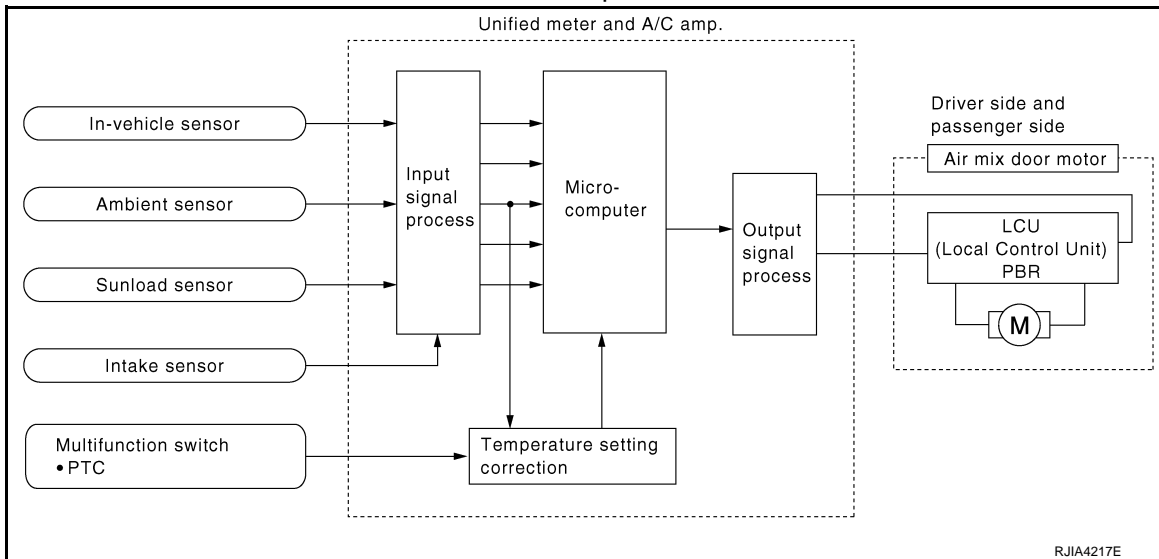 Unified meter and A/C amp.
In-vehicle sensor
Ambient sensor
Sunload sensor
Intake sensor
Multifunction switch
• PTC
Input
signal
process
Micro-
computer
Temperature setting
correction
Output
signal
process
Driver side and
passenger side
Air mix door motor
LCU
(Local Control Unit)
PBR
M
RJIA4217E